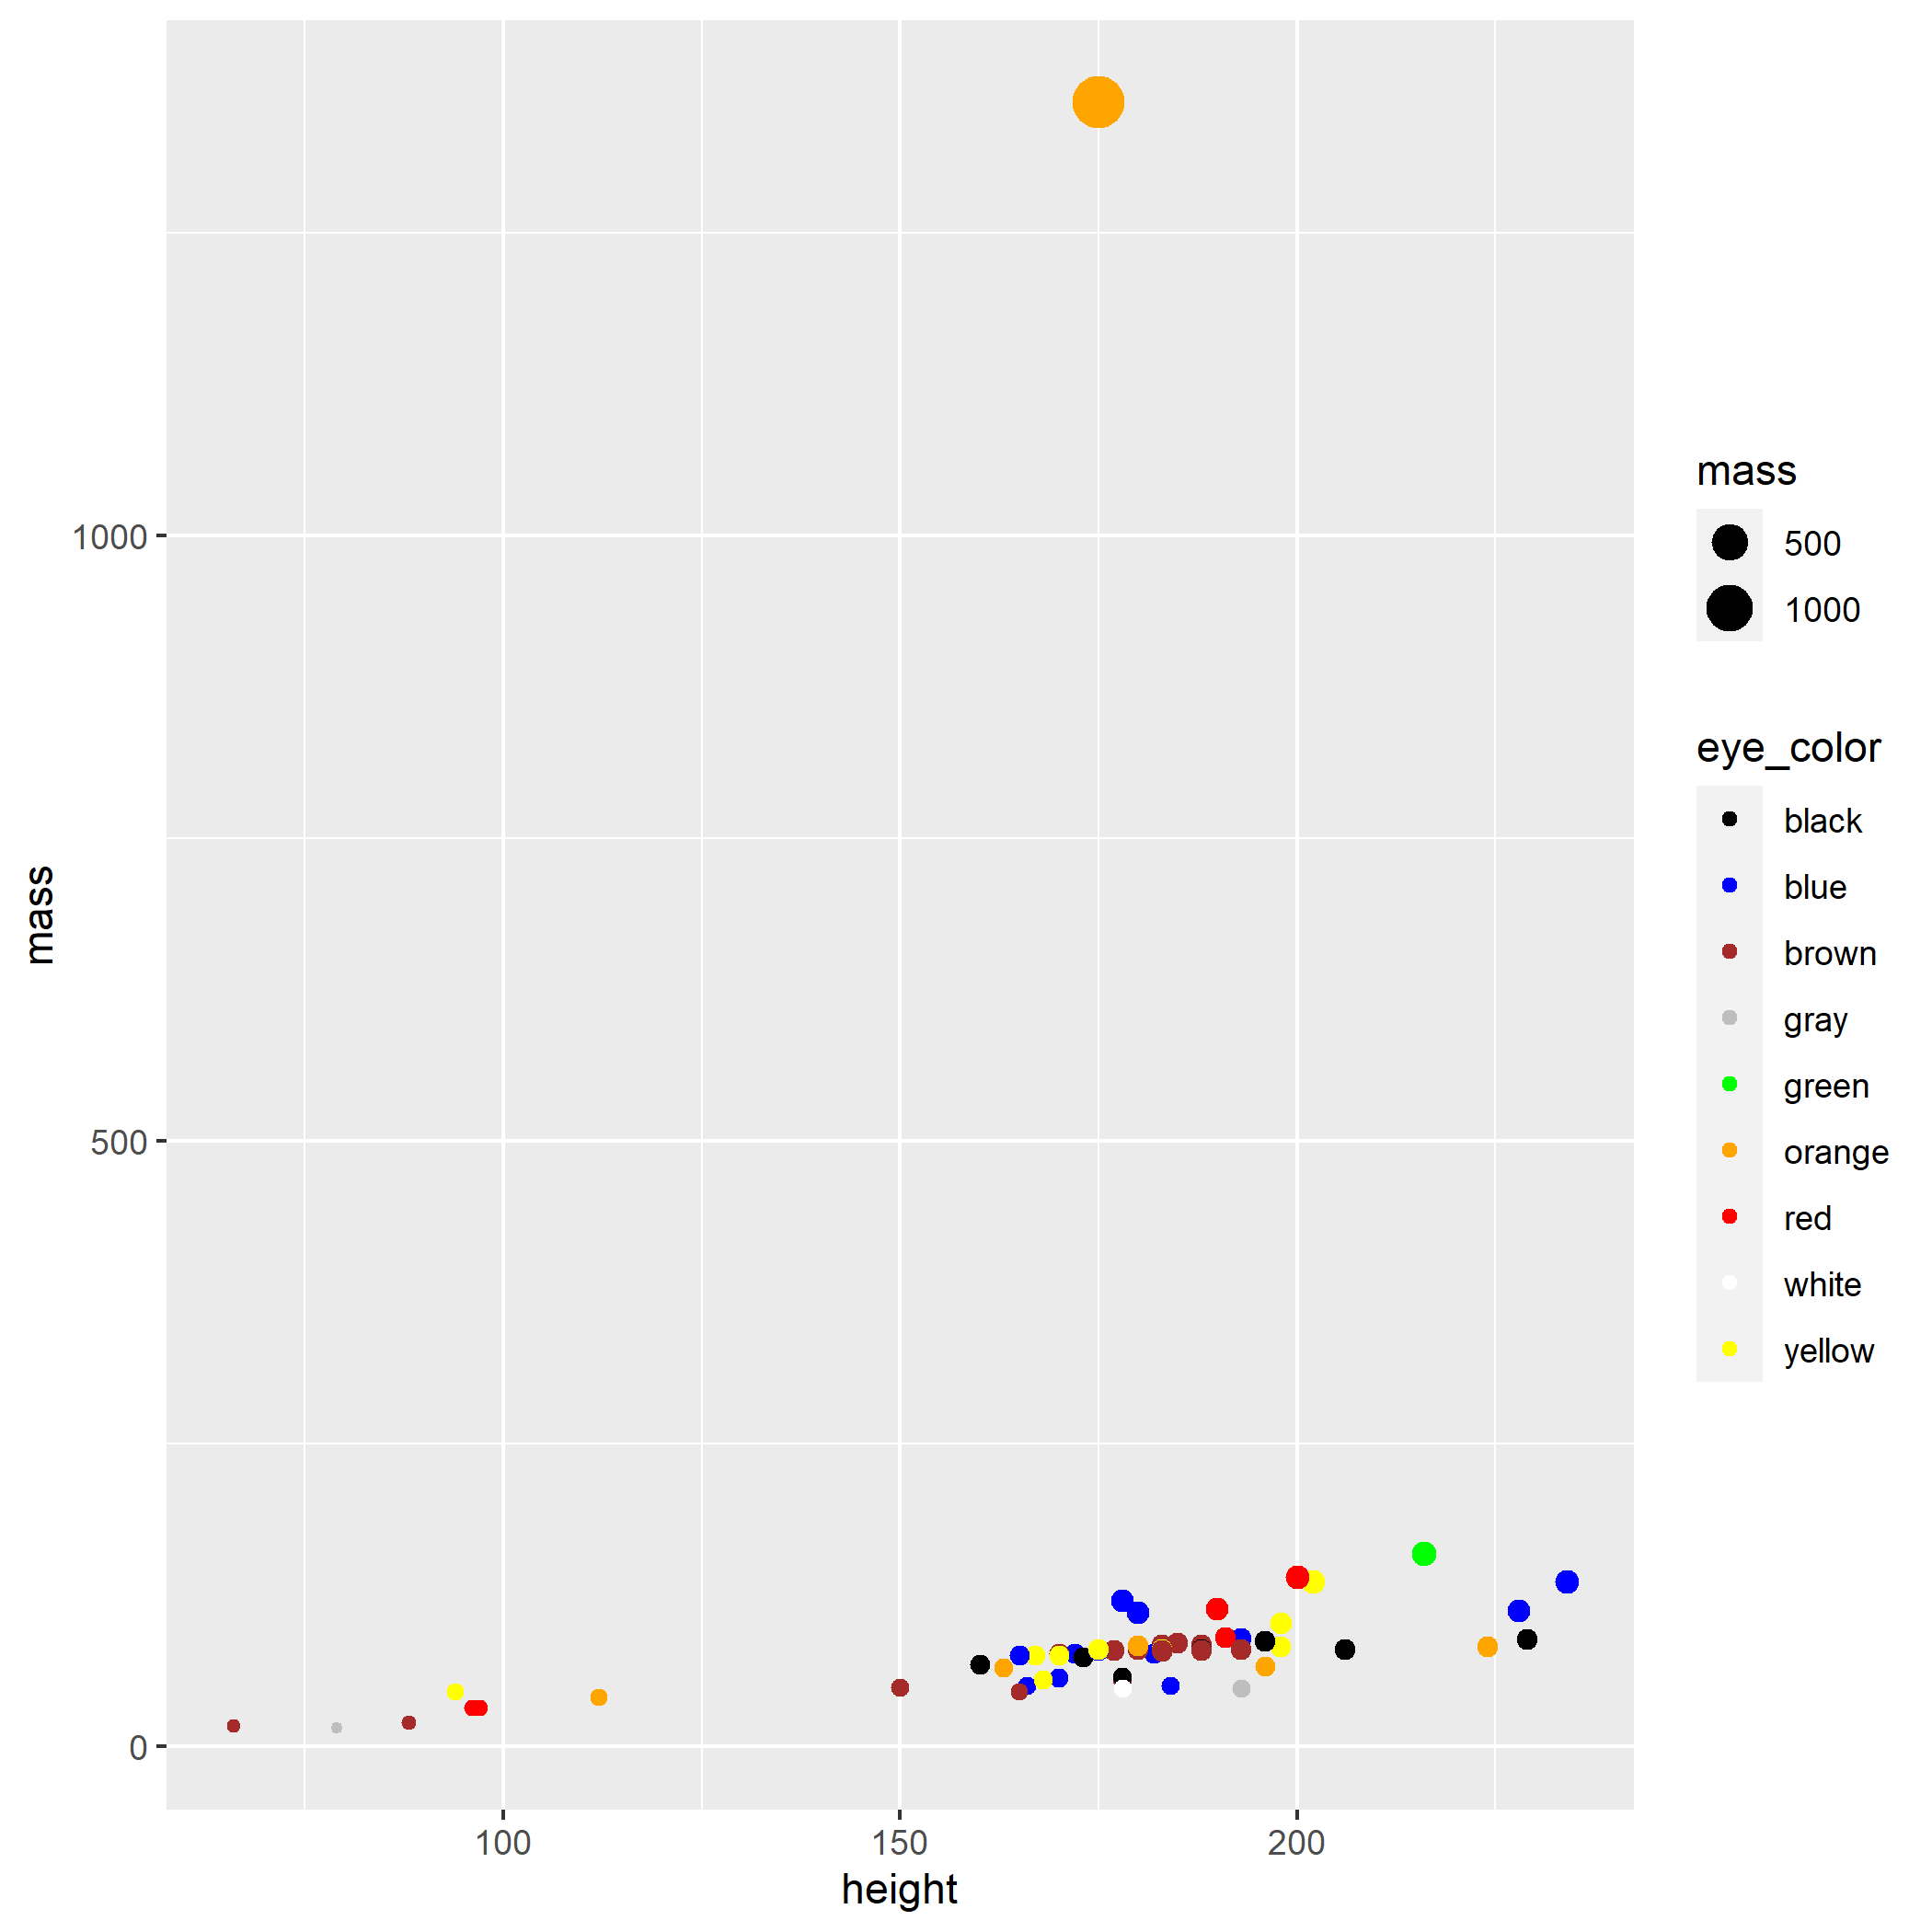 1000
500
0
mass
100
150
200
height
mass
500
1000
eye_color
black
blue
brown
gray
green
orange
red
white
yellow